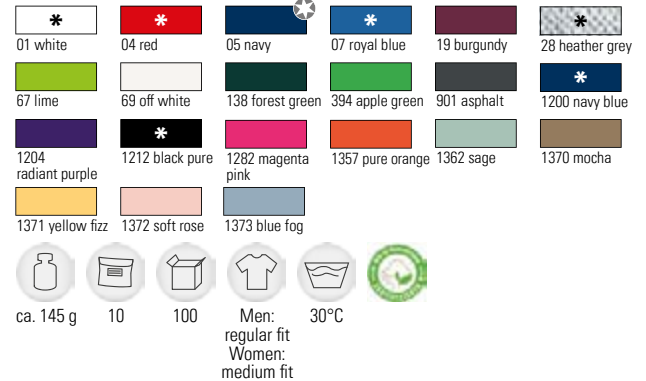 * * * *
01 white 04 red 05 navy 07 royal blue 19 burgundy 28 heather grey
*
67 lime 69 off white 138 forest green 394 apple green 901 asphalt 1200 navy blue
*
1204 1212 black pure 1282 magenta 1357 pure orange 1362 sage 1370 mocha
radiant purple pink
1371 yellow fizz 1372 soft rose 1373 blue fog
ca. 145 g 10 100 Men: 30°C
regular fit
Women:
medium fit